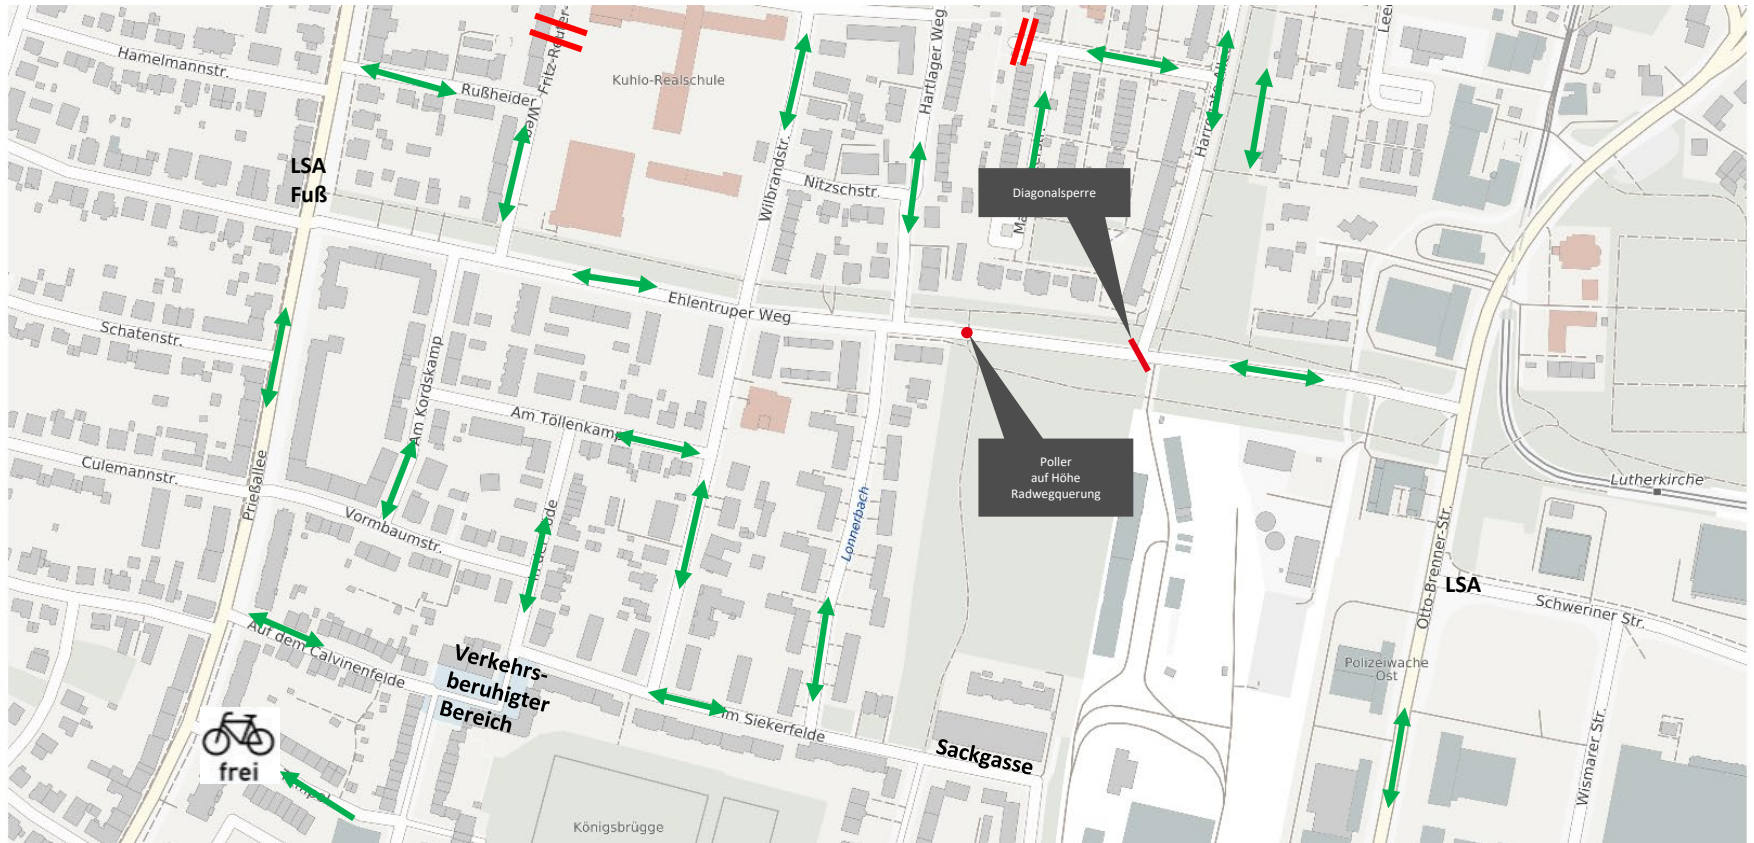 Hamelmannstr.
Rußheider
Weg
Fritz-Reuter-
Kuhlo-Realschule
Wilbrandstr.
Hartlager Weg
Nitzschstr.
LSA
Fuß
Diagonalsperre
Ehlentruper Weg
Schatenstr.
Am Kordskamp
Am Töllenkamp
Culemannstr.
Prießallee
Vormbaumstr.
Lonnerbach
Poller
auf Höhe
Radwegquerung
Lutherkirche
Otto-Brenner-Str.
LSA
Schweriner Str.
Auf dem Calvinenfelde
Verkehrs-
beruhigter
Bereich
Im Siekerfelde
Sackgasse
Polizeiwache
Ost
Wismarer Str.
frei
Königsbrügge